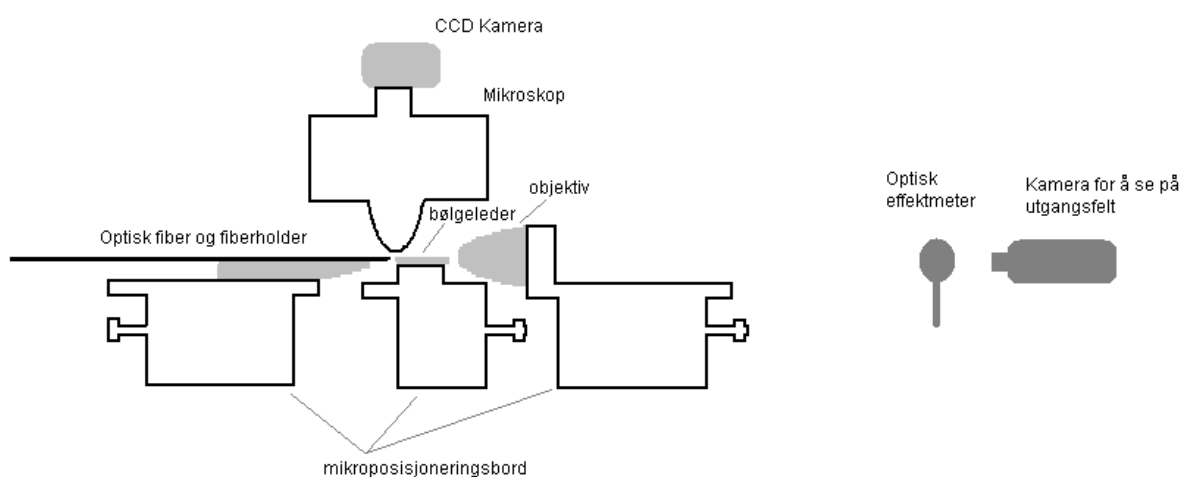 CCD Kamera
Mikroskop
objektiv
bølgeleder
Optisk fiber og fiberholder
Optisk
effektmeter
Kamera for å se på
utgangsfelt
mikroposisjoneringsbord